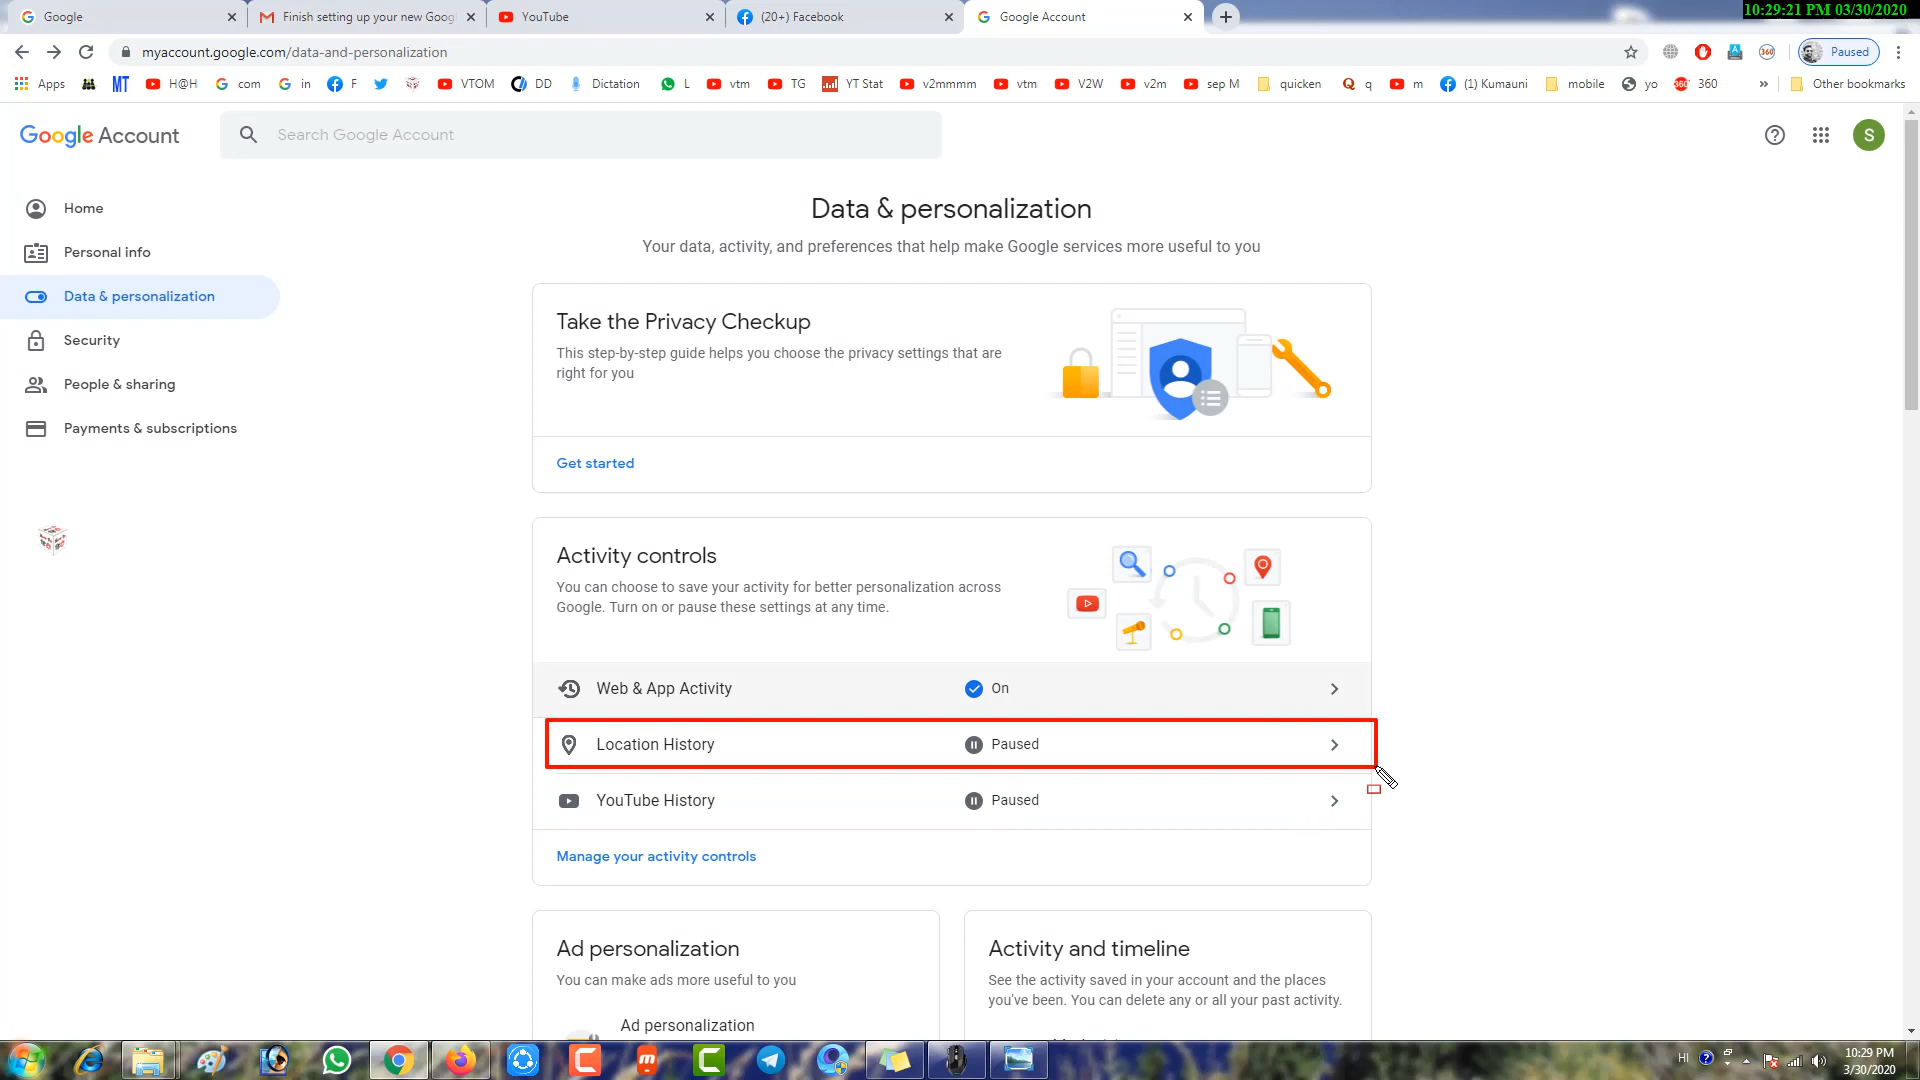 10:29:21 PM 03/30/2020
Google
Finish setting up your new Goog
YouTube
(20+) Facebook
Google Account
myaccount.google.com/data-and-personalization
Paused
Apps
MT
H@H
com
in
F
VTOM
DD
Dictation
L
vtm
TG
YT Stat
v2mmmm
vtm
V2W
v2m
sep M
quicken
q
m
(1) Kumauni
mobile
yo
360
Other bookmarks
Google Account
Search Google Account
S
Home
Personal info
Data & personalization
Security
People & sharing
Payments & subscriptions
Data & personalization
Your data, activity, and preferences that help make Google services more useful to you
Take the Privacy Checkup
This step-by-step guide helps you choose the privacy settings that are
right for you
Get started
Activity controls
You can choose to save your activity for better personalization across
Google. Turn on or pause these settings at any time.
Web & App Activity
On
Location History
Paused
YouTube History
Paused
Manage your activity controls
Ad personalization
You can make ads more useful to you
Ad personalization
Activity and timeline
See the activity saved in your account and the places
you've been. You can delete any or all your past activity.
HI
10:29 PM
3/30/2020